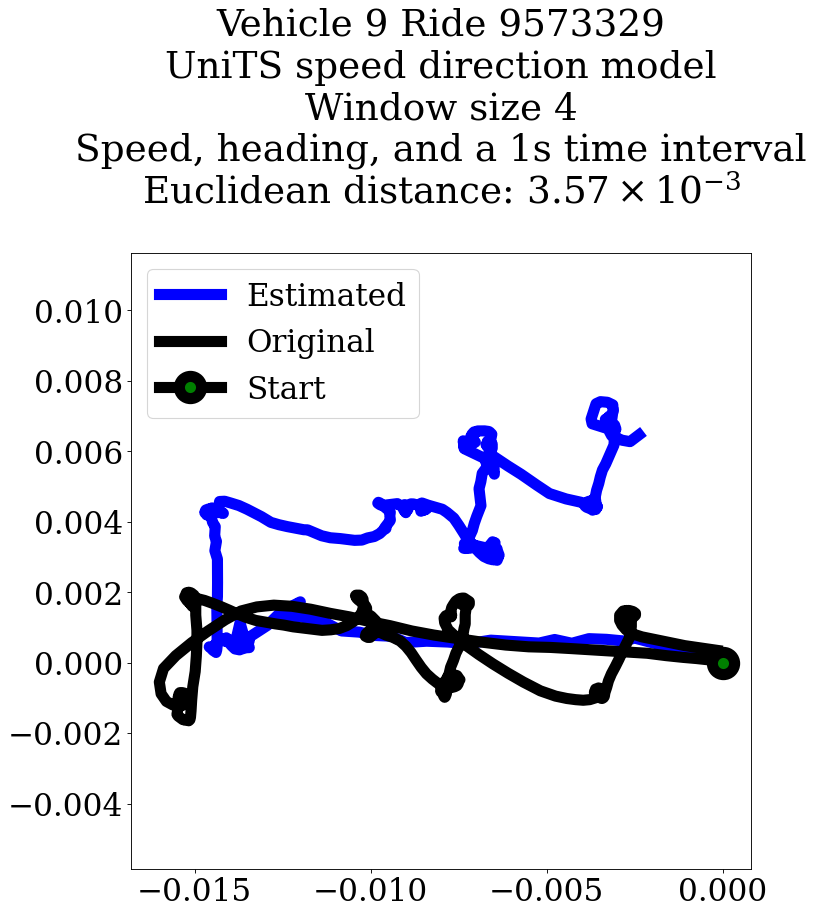 Vehicle 9 Ride 9573329
UniTS speed direction model
Window size 4
Speed, heading, and a 1s time interval
Euclidean distance: 3.57 × 10⁻³
Estimated
Original
Start
0.010
0.008
0.006
0.004
0.002
0.000
−0.002
−0.004
−0.015 −0.010 −0.005 0.000